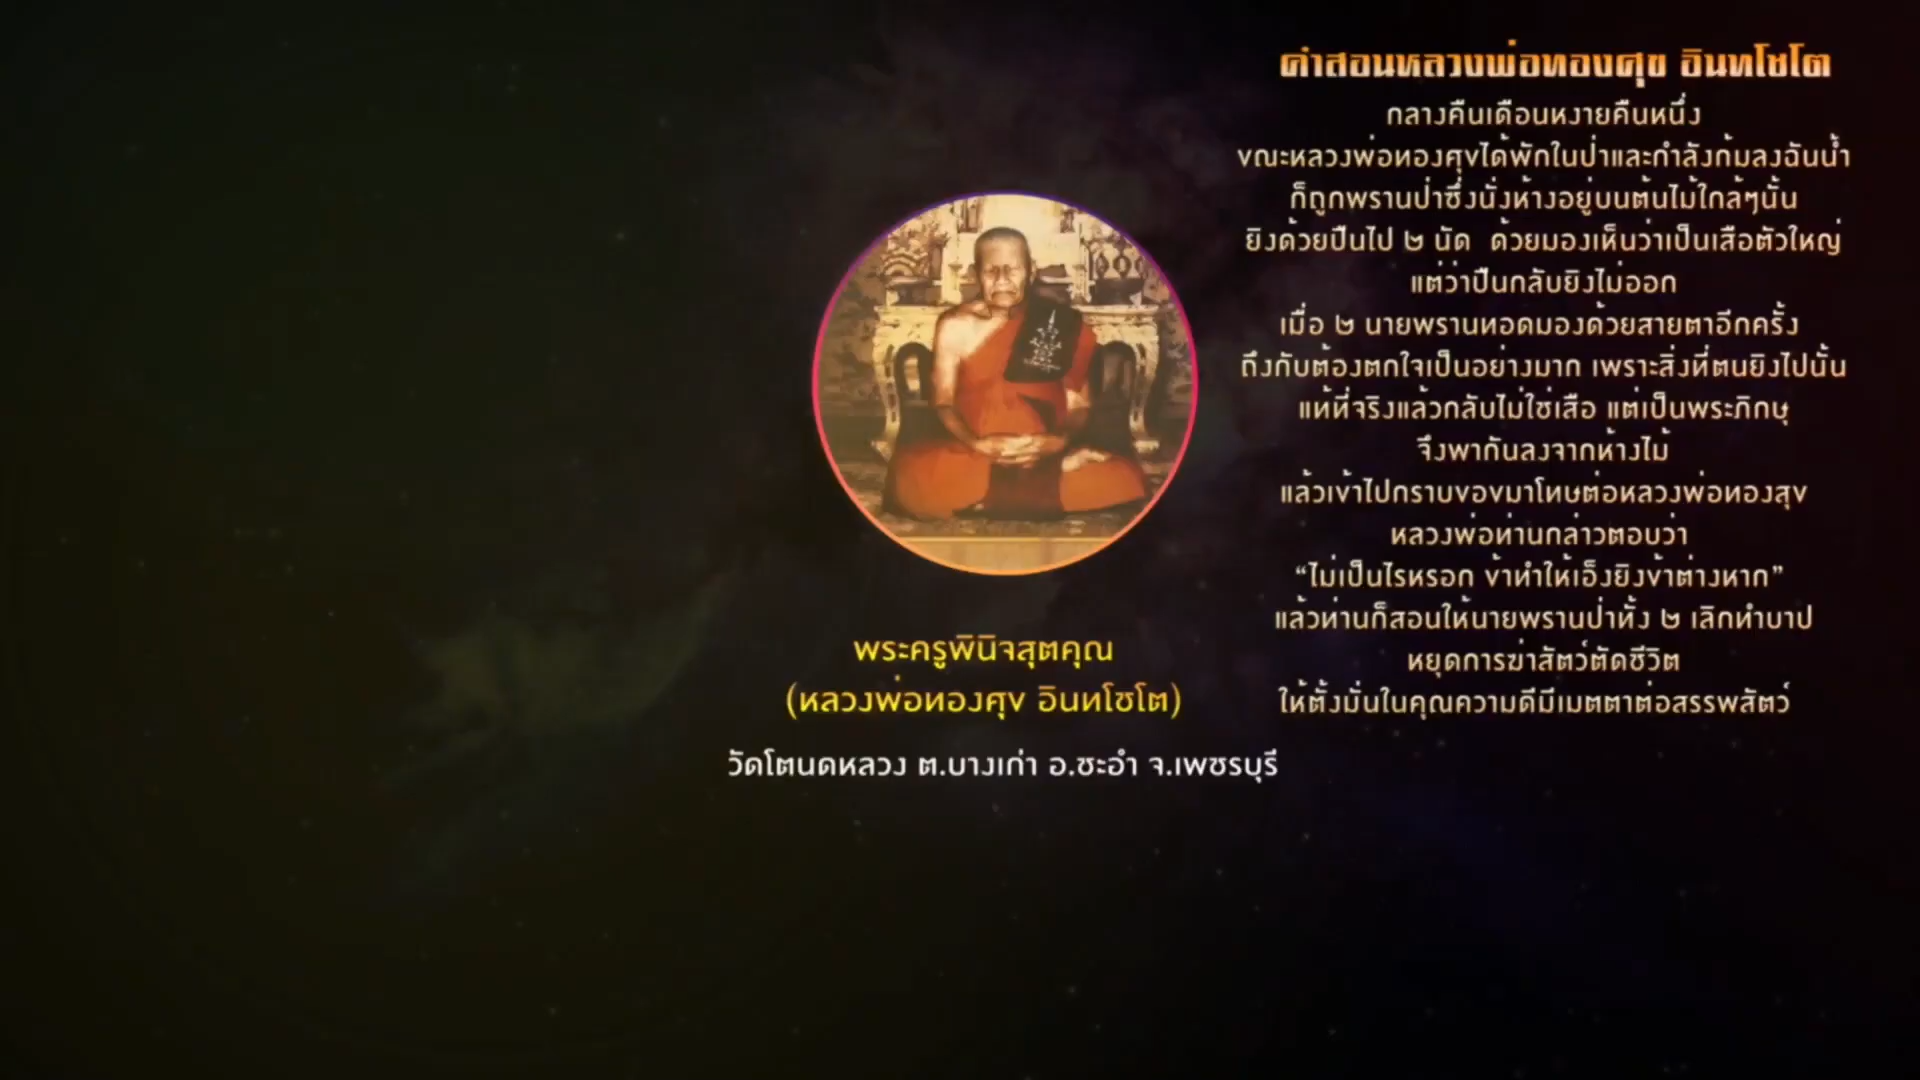 คำสอนหลวงพ่อทองศุข อินทโชโต
กลางคืนเดือนหงายคืนหนึ่ง
ขณะหลวงพ่อทองศุขได้พักในป่าและกำลังก้มลงฉันน้ำ
ก็ถูกพรานป่าซึ่งนั่งห้างอยู่บนต้นไม้ใกล้ๆนั้น
ยิงด้วยปืนไป ๒ นัด ด้วยมองเห็นว่าเป็นเสือตัวใหญ่
แต่ว่าปืนกลับยิงไม่ออก
เมื่อ ๒ นายพรานทอดมองด้วยสายตาอีกครั้ง
ถึงกับต้องตกใจเป็นอย่างมาก เพราะสิ่งที่ตนยิงไปนั้น
แท้ที่จริงแล้วกลับไม่ใช่เสือ แต่เป็นพระภิกษุ
จึงพากันลงจากห้างไม้
แล้วเข้าไปกราบขอขมาโทษต่อหลวงพ่อทองสุข
หลวงพ่อท่านกล่าวตอบว่า
“ไม่เป็นไรหรอก ข้าทำให้เอ็งยิงข้าต่างหาก”
แล้วท่านก็สอนให้นายพรานป่าทั้ง ๒ เลิกทำบาป
หยุดการฆ่าสัตว์ตัดชีวิต
ให้ตั้งมั่นในคุณความดีมีเมตตาต่อสรรพสัตว์
พระครูพินิจสุตคุณ
(หลวงพ่อทองศุข อินทโชโต)
วัดโตนดหลวง ต.บางเก่า อ.ชะอำ จ.เพชรบุรี